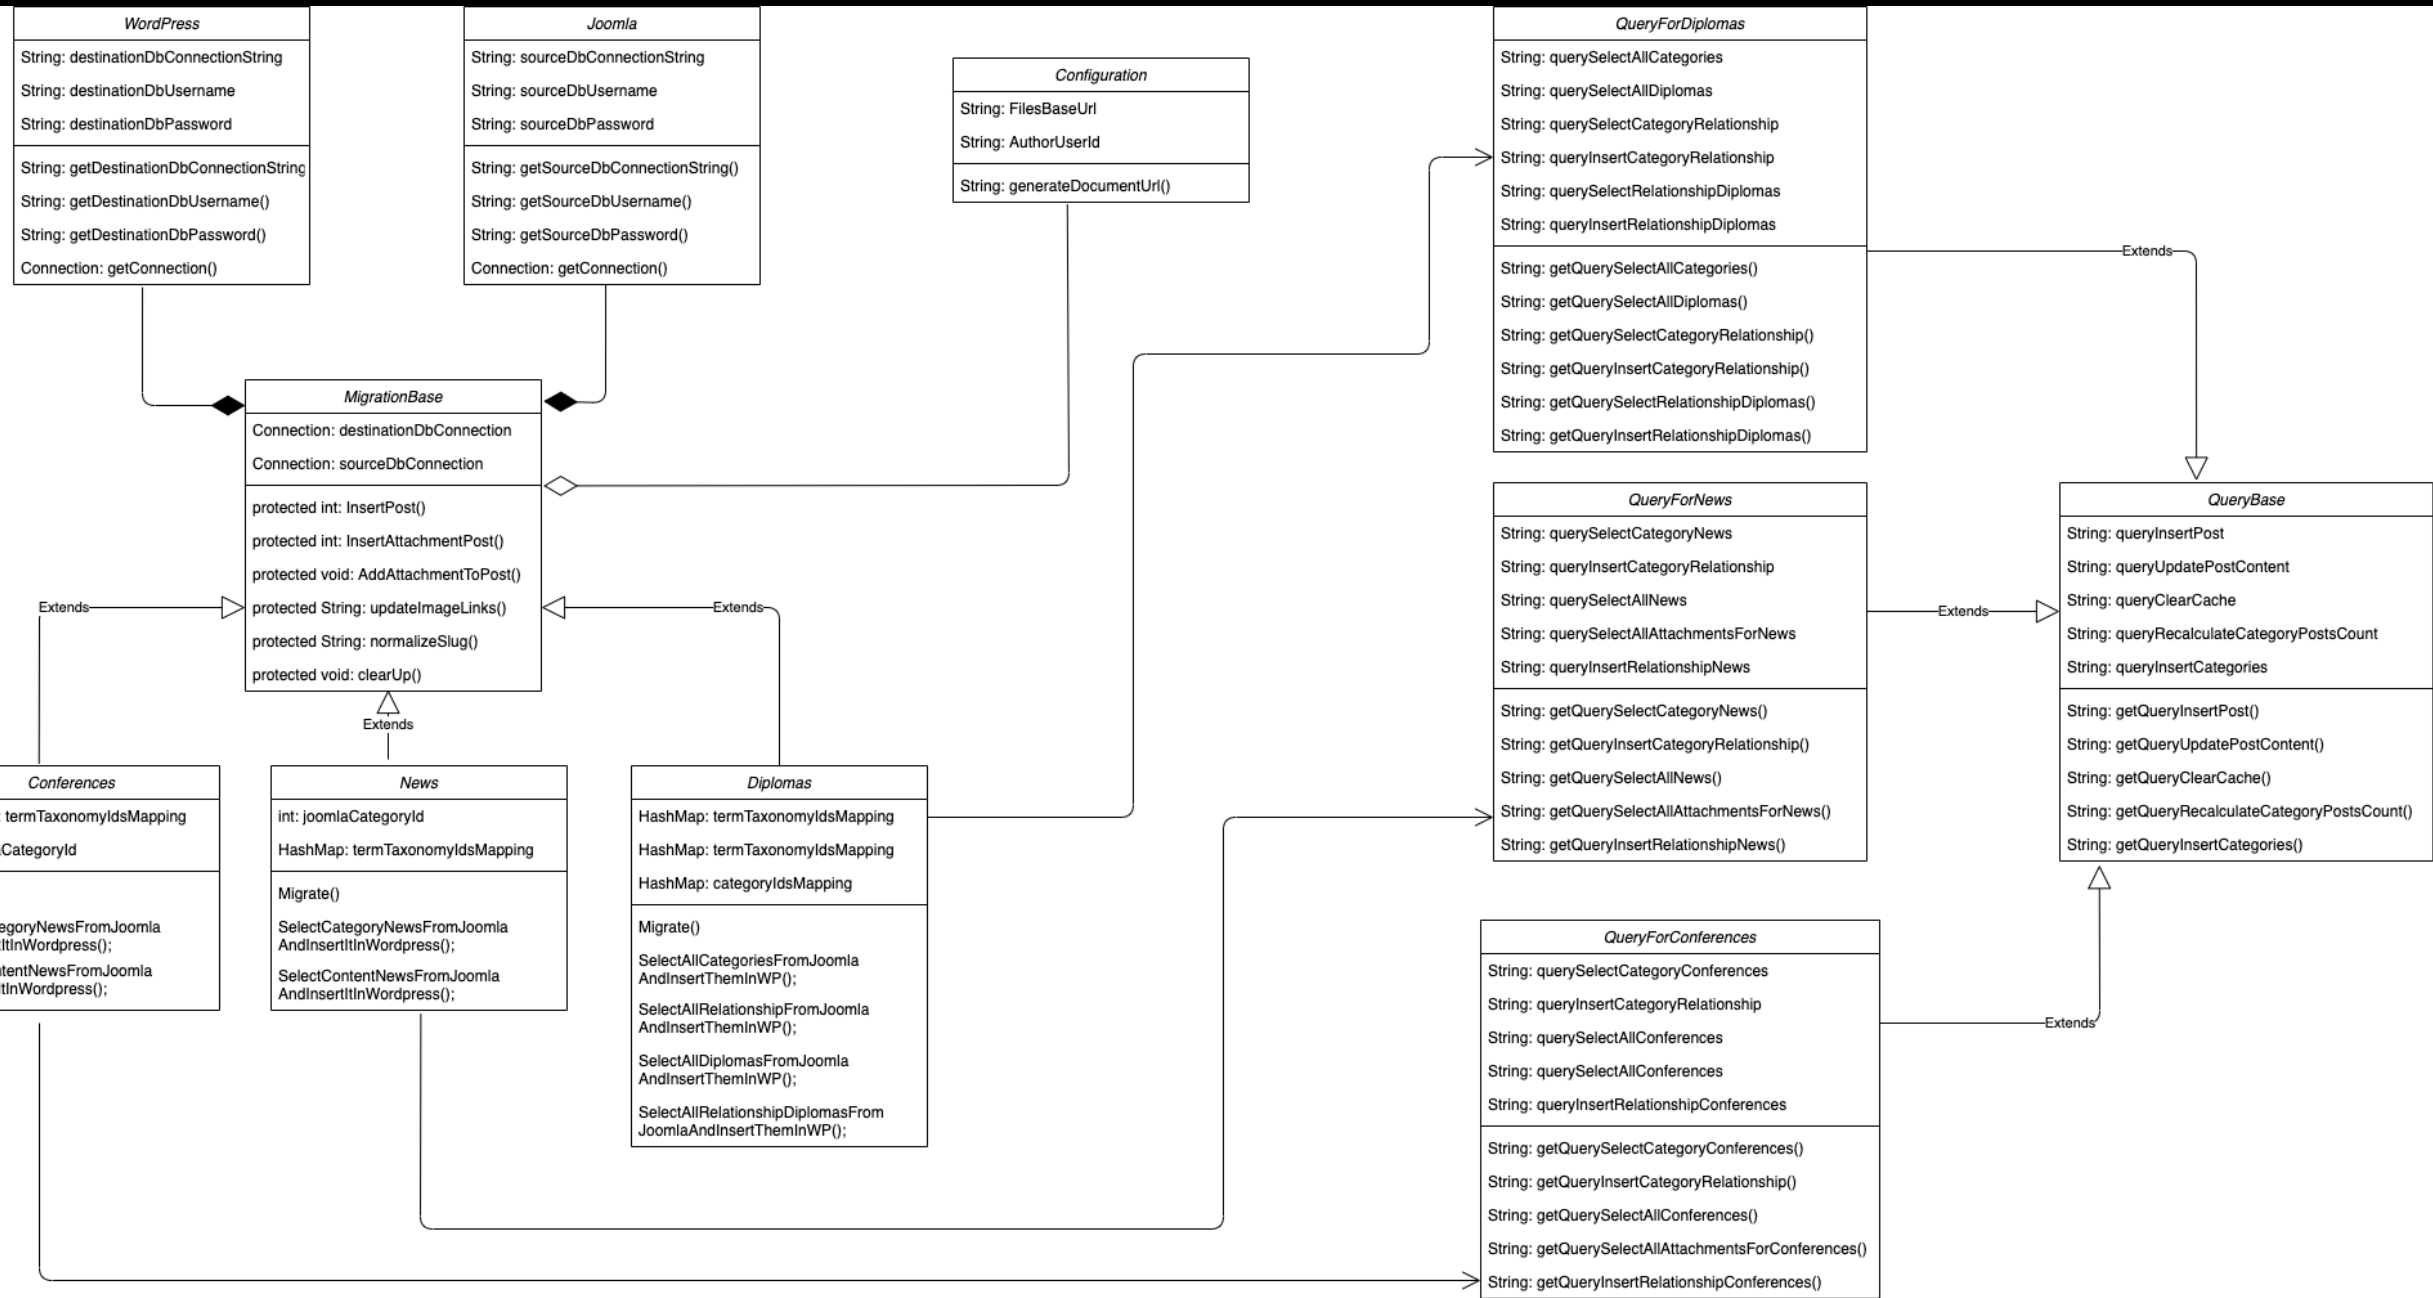 WordPress
String: destinationDbConnectionString
String: destinationDbUsername
String: destinationDbPassword
String: getDestinationDbConnectionString
String: getDestinationDbUsername()
String: getDestinationDbPassword()
Connection: getConnection()
Joomla
String: sourceDbConnectionString
String: sourceDbUsername
String: sourceDbPassword
String: getSourceDbConnectionString()
String: getSourceDbUsername()
String: getSourceDbPassword()
Connection: getConnection()
Configuration
String: FilesBaseUrl
String: AuthorUserId
String: generateDocumentUrl()
QueryForDiplomas
String: querySelectAllCategories
String: querySelectAllDiplomas
String: querySelectCategoryRelationship
String: queryInsertCategoryRelationship
String: querySelectRelationshipDiplomas
String: queryInsertRelationshipDiplomas
String: getQuerySelectAllCategories()
String: getQuerySelectAllDiplomas()
String: getQuerySelectCategoryRelationship()
String: getQueryInsertCategoryRelationship()
String: getQuerySelectRelationshipDiplomas()
String: getQueryInsertRelationshipDiplomas()
Extends
MigrationBase
Connection: destinationDbConnection
Connection: sourceDbConnection
protected int: InsertPost()
protected int: InsertAttachmentPost()
protected void: AddAttachmentToPost()
protected String: updateImageLinks()
protected String: normalizeSlug()
protected void: clearUp()
Extends
Extends
Extends
QueryForNews
String: querySelectCategoryNews
String: queryInsertCategoryRelationship
String: querySelectAllNews
String: querySelectAllAttachmentsForNews
String: queryInsertRelationshipNews
String: getQuerySelectCategoryNews()
String: getQueryInsertCategoryRelationship()
String: getQuerySelectAllNews()
String: getQuerySelectAllAttachmentsForNews()
String: getQueryInsertRelationshipNews()
Extends
QueryBase
String: queryInsertPost
String: queryUpdatePostContent
String: queryClearCache
String: queryRecalculateCategoryPostsCount
String: queryInsertCategories
String: getQueryInsertPost()
String: getQueryUpdatePostContent()
String: getQueryClearCache()
String: getQueryRecalculateCategoryPostsCount()
String: getQueryInsertCategories()
Conferences
: termTaxonomyIdsMapping
aCategoryId
egoryNewsFromJoomla
tItInWordpress();
ntentNewsFromJoomla
ItInWordpress();
News
int: joomlaCategoryId
HashMap: termTaxonomyIdsMapping
Migrate()
SelectCategoryNewsFromJoomla
AndInsertItInWordpress();
SelectContentNewsFromJoomla
AndInsertItInWordpress();
Diplomas
HashMap: termTaxonomyIdsMapping
HashMap: termTaxonomyIdsMapping
HashMap: categoryIdsMapping
Migrate()
SelectAllCategoriesFromJoomla
AndInsertThemInWP();
SelectAllRelationshipFromJoomla
AndInsertThemInWP();
SelectAllDiplomasFromJoomla
AndInsertThemInWP();
SelectAllRelationshipDiplomasFrom
JoomlaAndInsertThemInWP();
QueryForConferences
String: querySelectCategoryConferences
String: queryInsertCategoryRelationship
String: querySelectAllConferences
String: querySelectAllConferences
String: queryInsertRelationshipConferences
String: getQuerySelectCategoryConferences()
String: getQueryInsertCategoryRelationship()
String: getQuerySelectAllConferences()
String: getQuerySelectAllAttachmentsForConferences()
String: getQueryInsertRelationshipConferences()
Extends